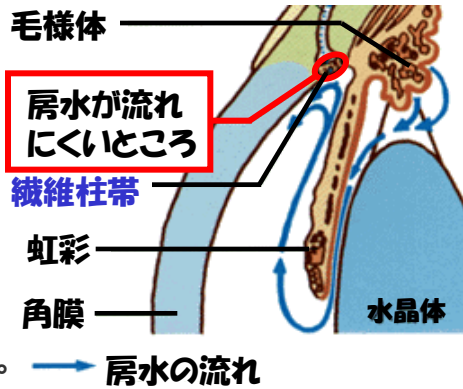 毛様体
房水が流れ
にくいところ
繊維柱帯
虹彩
角膜
水晶体
。
房水の流れ